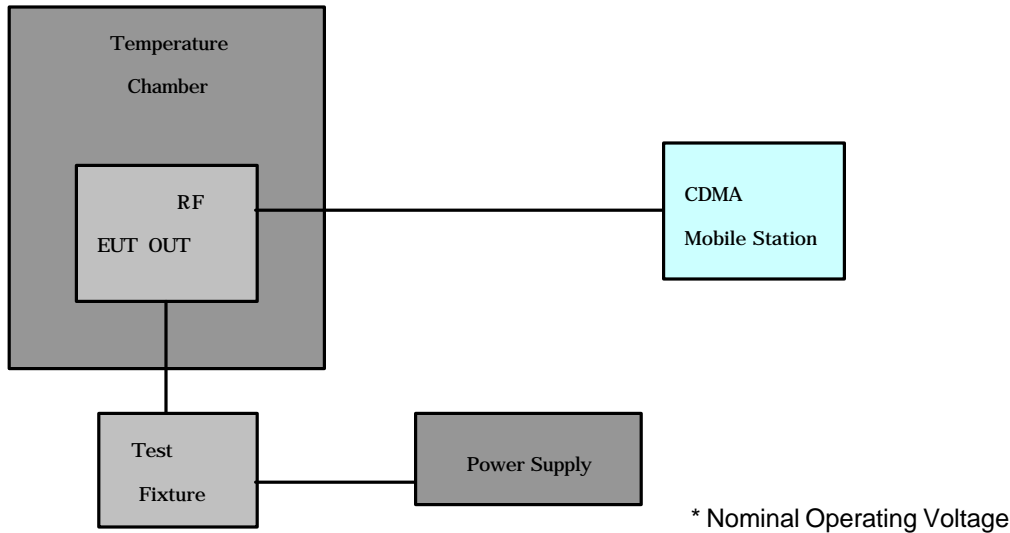 Temperature
Chamber
RF
EUT OUT
CDMA
Mobile Station
Test
Fixture
Power Supply
* Nominal Operating Voltage